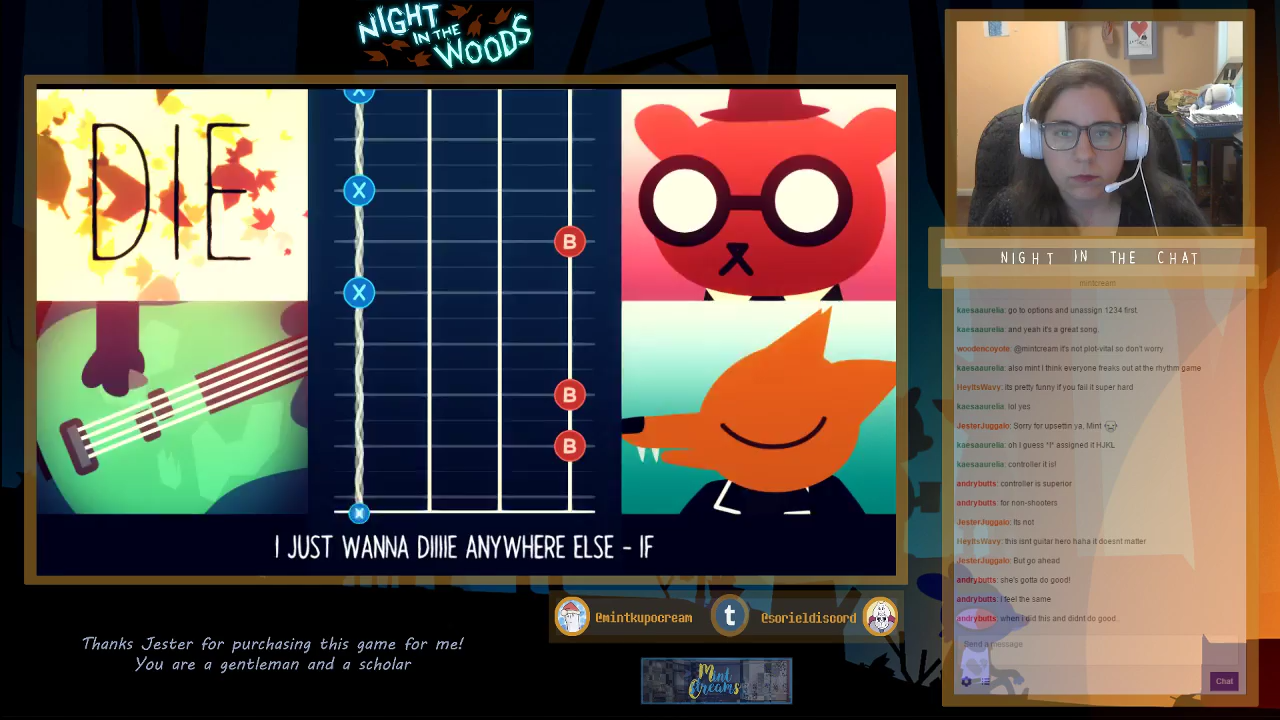 NIGHT
IN THE
WOODS
DIE
X
X
B
X
B
B
X
I JUST WANNA DIIIIE ANYWHERE ELSE - IF
NIGHT IN THE CHAT
mintcream
kaesaaurelia: go to options and unassign 1234 first
kaesaaurelia: and yeah it's a great song.
woodencoyote: @mintcream it's not plot-vital so don't worry.
kaesaaurelia: also mint I think everyone freaks out at the rhythm game
HeyItsWavy: Its pretty funny if you fail it super hard
kaesaaurelia: lol yes
JesterJuggalo: Sorry for upsettin ya, Mint
kaesaaurelia: oh I guess *I* assigned it HJKL
kaesaaurelia: controller it is!
andrybutts: controller is superior
andrybutts: for non-shooters
JesterJuggalo: Its not
HeyItsWavy: this isnt guitar hero haha it doesnt matter
JesterJuggalo: But go ahead
andrybutts: she's gotta do good!
andrybutts: I feel the same
andrybutts: when I did this and didnt do good.
Send a message
Chat
@mintkupocream
t
@sorieldiscord
Thanks Jester for purchasing this game for me!
You are a gentleman and a scholar
Mint
Creams